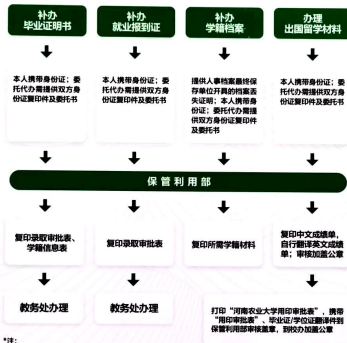 补办
毕业证明书
补办
就业报到证
补办
学籍档案
办理
出国留学材料
本人携带身份证；委
托代办需提供双方身
份证复印件及委托书
本人携带身份证；委
托代办需提供双方身
份证复印件及委托书
提供人事档案最终保
存单位开具的档案丢
失证明；本人携带身
份证；委托代办需提
供双方身份证复印件
及委托书
本人携带身份证；委
托代办需提供双方身
份证复印件及委托书
保管利用部
复印录取审批表、
学籍信息表
复印录取审批表
复印所需学籍材料
复印中文成绩单，
自行翻译英文成绩
单；审核加盖公章
教务处办理
教务处办理
打印“河南农业大学用印审批表”，携带
“用印审批表”、毕业证/学位证翻译件到
保管利用部审核盖章，到校办加盖公章
*注：